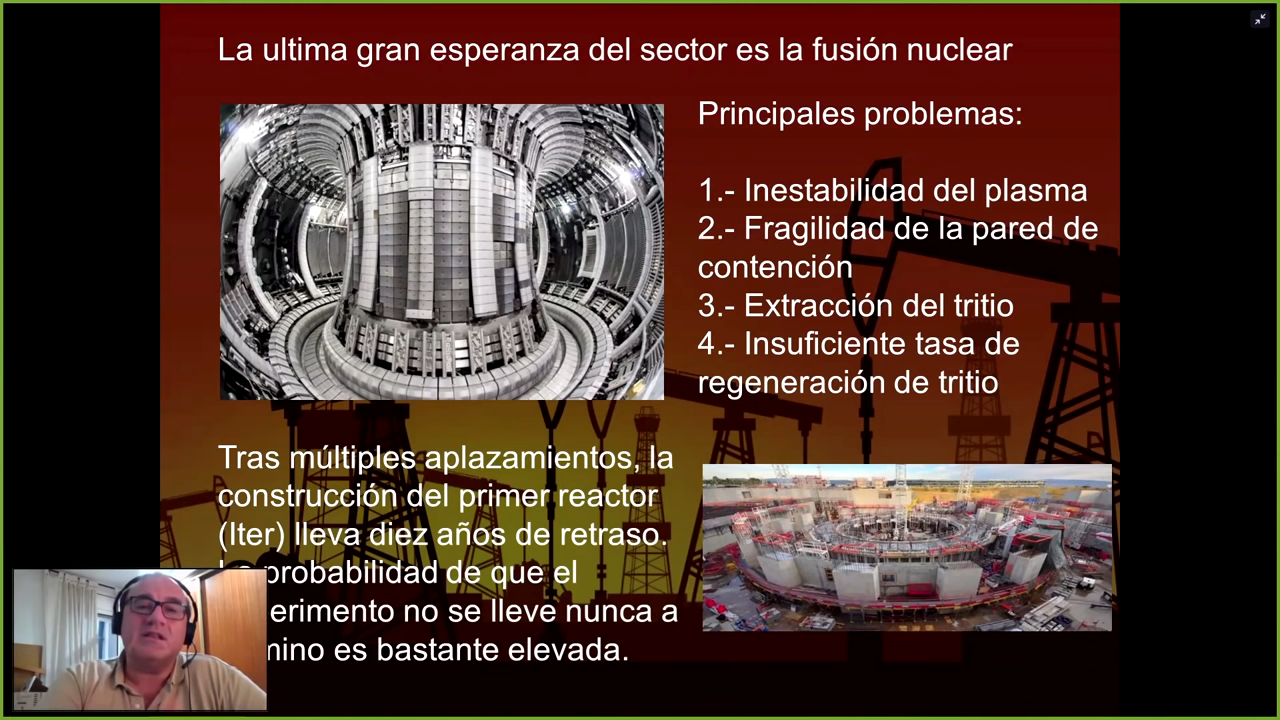 La ultima gran esperanza del sector es la fusión nuclear
Principales problemas:
1.- Inestabilidad del plasma
2.- Fragilidad de la pared de
contención
3.- Extracción del tritio
4.- Insuficiente tasa de
regeneración de tritio
Tras múltiples aplazamientos, la
construcción del primer reactor
(Iter) lleva diez años de retraso.
probabilidad de que el
erimento no se lleve nunca a
mino es bastante elevada.